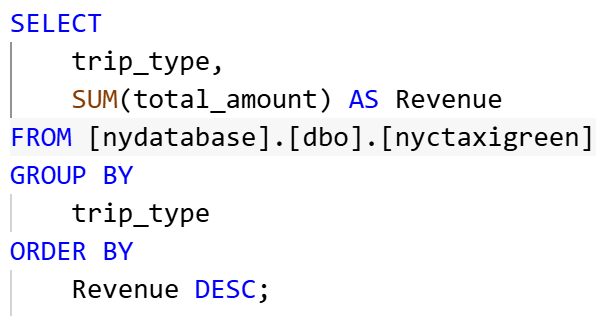 SELECT
    trip_type,
    SUM(total_amount) AS Revenue
FROM [nydatabase].[dbo].[nyctaxigreen]
GROUP BY
    trip_type
ORDER BY
    Revenue DESC;